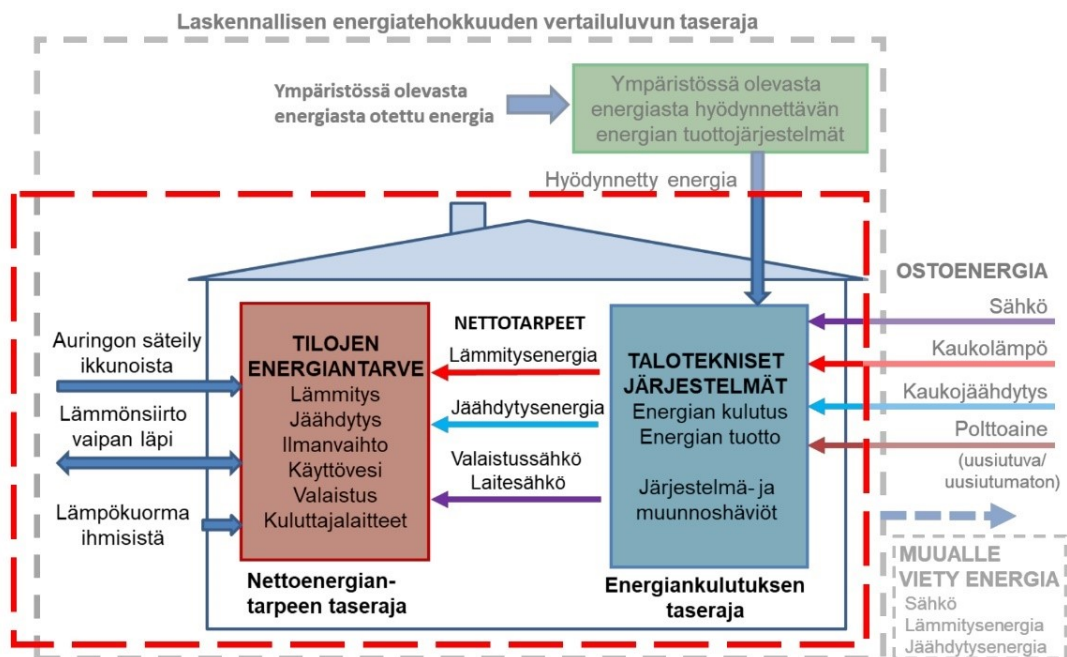 Laskennallisen energiatehokkuuden vertailuluvun taseraja
Ympäristössä olevasta
energiasta otettu energia
Ympäristössä olevasta
energiasta hyödynnettävän
energian tuottojärjestelmät
Hyödynnetty energia
Auringon säteily
ikkunoista
Lämmönsiirto
vaipan läpi
Lämpökuorma
ihmisistä
TILOJEN
ENERGIANTARVE
Lämmitys
Jäähdytys
Ilmanvaihto
Käyttövesi
Valaistus
Kuluttajalaitteet
Nettoenergian-
tarpeen taseraja
NETTOTARPEET
Lämmitysenergia
Jäähdytysenergia
Valaistussähkö
Laitesähkö
TALOTEKNISET
JÄRJESTELMÄT
Energian kulutus
Energian tuotto
Järjestelmä- ja
muunnoshäviöt
Energiankulutuksen
taseraja
OSTOENERGIA
Sähkö
Kaukolämpö
Kaukojäähdytys
Polttoaine
(uusiutuva/
uusiutumaton)
MUUALLE
VIETY ENERGIA
Sähkö
Lämmitysenergia
Jäähdytysenergia